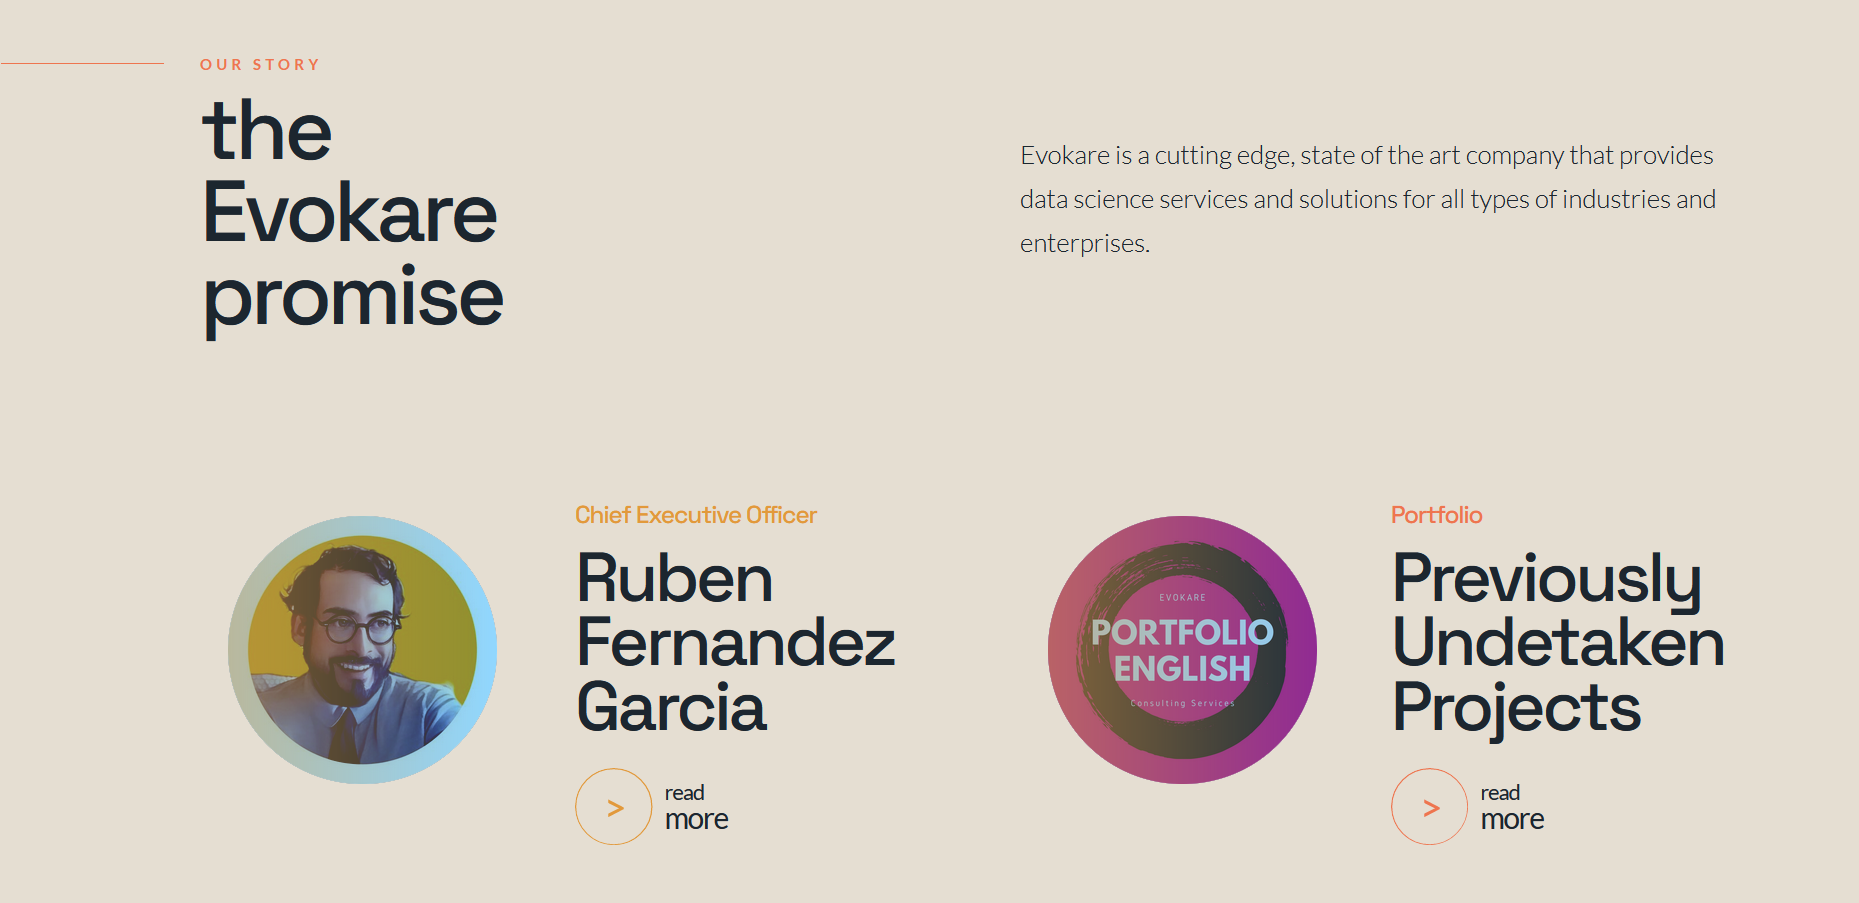 OUR STORY
the
Evokare
promise
Evokare is a cutting edge, state of the art company that provides
data science services and solutions for all types of industries and
enterprises.
Chief Executive Officer
Ruben
Fernandez
Garcia
>
read
more
EVOKARE
PORTFOLIO
ENGLISH
Consulting Services
Portfolio
Previously
Undetaken
Projects
>
read
more